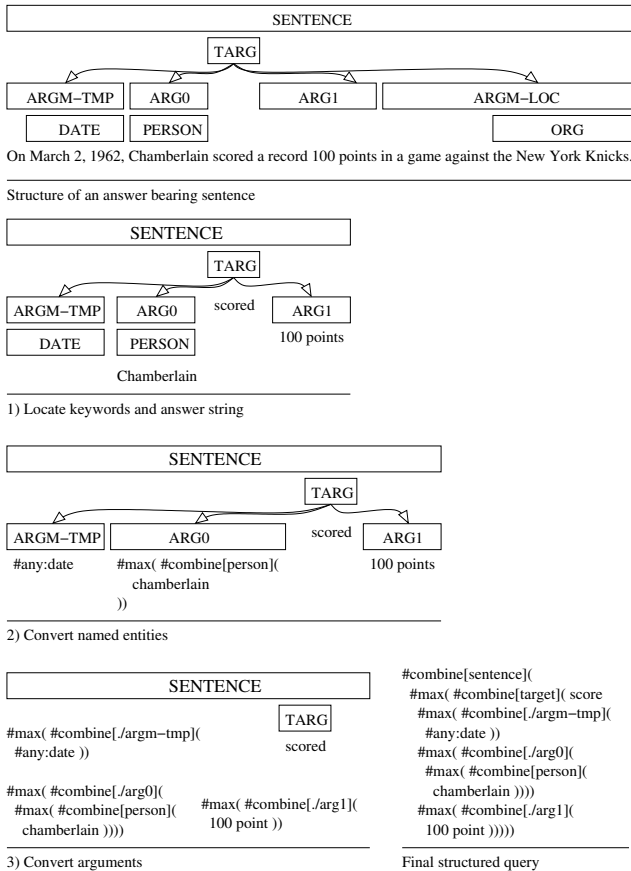 SENTENCE
TARG
ARGM−TMP ARG0 ARG1 ARGM−LOC
DATE PERSON ORG
On March 2, 1962, Chamberlain scored a record 100 points in a game against the New York Knicks.
Structure of an answer bearing sentence
SENTENCE
TARG
ARGM−TMP ARG0 scored ARG1
DATE PERSON 100 points
Chamberlain
1) Locate keywords and answer string
SENTENCE
TARG
ARGM−TMP ARG0 scored ARG1
#any:date #max( #combine[person]( 100 points
chamberlain
))
2) Convert named entities
SENTENCE
TARG
scored
#max( #combine[./argm−tmp](
#any:date ))
#max( #combine[./arg0](
#max( #combine[person](
chamberlain ))))
#max( #combine[./arg1](
100 point ))
3) Convert arguments
#combine[sentence](
#max( #combine[target]( score
#max( #combine[./argm−tmp](
#any:date ))
#max( #combine[./arg0](
#max( #combine[person](
chamberlain ))))
#max( #combine[./arg1](
100 point )))))
Final structured query